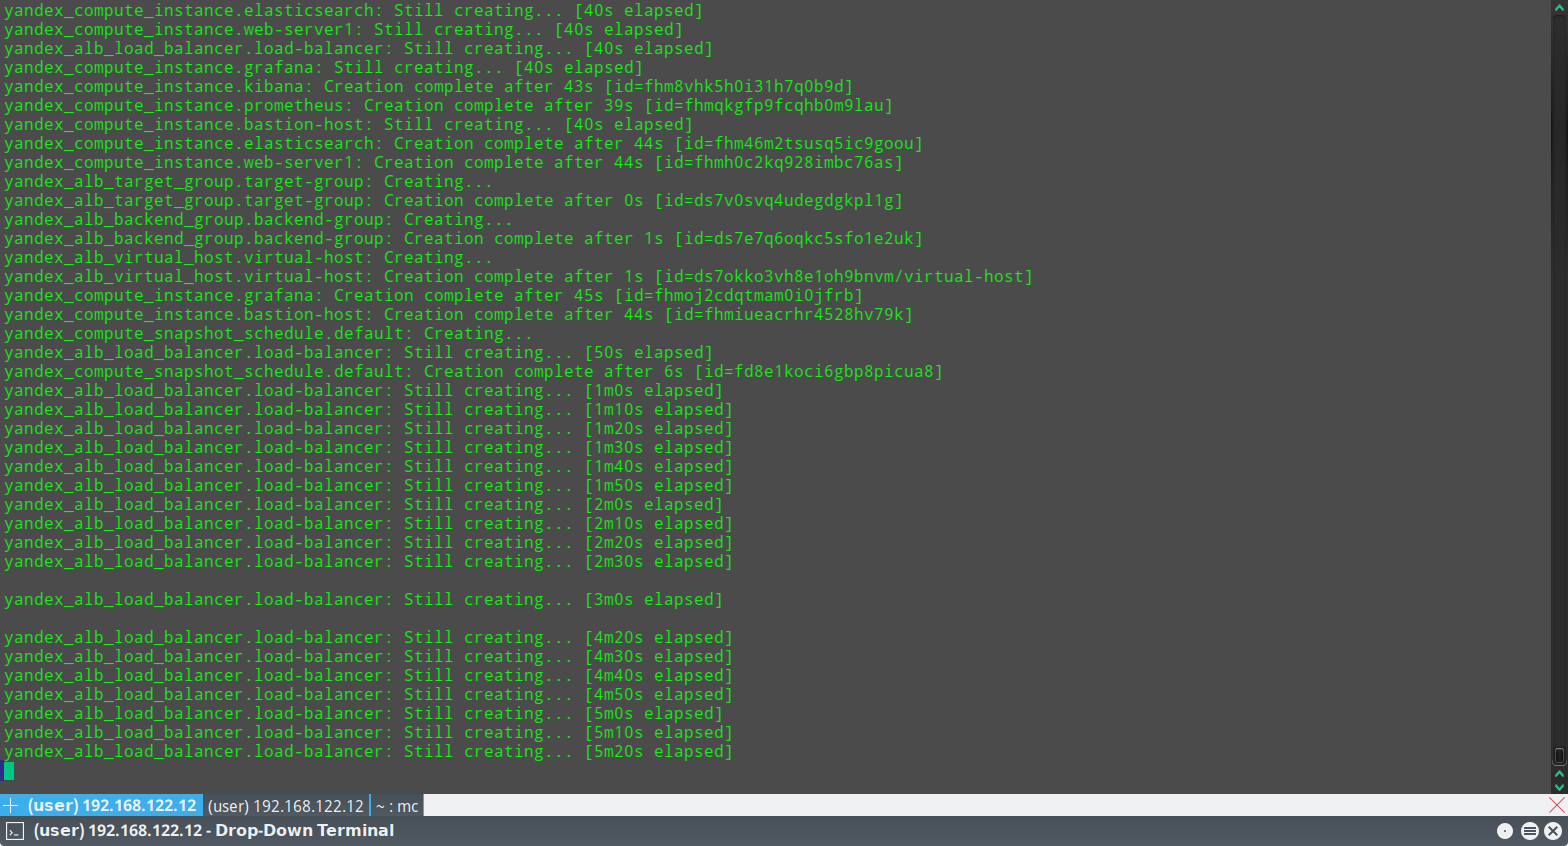 yandex_compute_instance.elasticsearch: Still creating... [40s elapsed]
yandex_compute_instance.web-server1: Still creating... [40s elapsed]
yandex_alb_load_balancer.load-balancer: Still creating... [40s elapsed]
yandex_compute_instance.grafana: Still creating... [40s elapsed]
yandex_compute_instance.kibana: Creation complete after 43s [id=fhm8vhk5h0i31h7q0b9d]
yandex_compute_instance.prometheus: Creation complete after 39s [id=fhmqkgfp9fcqhb0m9lau]
yandex_compute_instance.bastion-host: Still creating... [40s elapsed]
yandex_compute_instance.elasticsearch: Creation complete after 44s [id=fhm46m2tsusq5ic9goou]
yandex_compute_instance.web-server1: Creation complete after 44s [id=fhmh0c2kq928imbc76as]
yandex_alb_target_group.target-group: Creating...
yandex_alb_target_group.target-group: Creation complete after 0s [id=ds7v0svq4udegdgkpl1g]
yandex_alb_backend_group.backend-group: Creating...
yandex_alb_backend_group.backend-group: Creation complete after 1s [id=ds7e7q6oqkc5sfo1e2uk]
yandex_alb_virtual_host.virtual-host: Creating...
yandex_alb_virtual_host.virtual-host: Creation complete after 1s [id=ds7okko3vh8e1oh9bnvm/virtual-host]
yandex_compute_instance.grafana: Creation complete after 45s [id=fhmoj2cdqtmam0i0jfrb]
yandex_compute_instance.bastion-host: Creation complete after 44s [id=fhmiueacrhr4528hv79k]
yandex_compute_snapshot_schedule.default: Creating...
yandex_alb_load_balancer.load-balancer: Still creating... [50s elapsed]
yandex_compute_snapshot_schedule.default: Creation complete after 6s [id=fd8e1koci6gbp8picua8]
yandex_alb_load_balancer.load-balancer: Still creating... [1m0s elapsed]
yandex_alb_load_balancer.load-balancer: Still creating... [1m10s elapsed]
yandex_alb_load_balancer.load-balancer: Still creating... [1m20s elapsed]
yandex_alb_load_balancer.load-balancer: Still creating... [1m30s elapsed]
yandex_alb_load_balancer.load-balancer: Still creating... [1m40s elapsed]
yandex_alb_load_balancer.load-balancer: Still creating... [1m50s elapsed]
yandex_alb_load_balancer.load-balancer: Still creating... [2m0s elapsed]
yandex_alb_load_balancer.load-balancer: Still creating... [2m10s elapsed]
yandex_alb_load_balancer.load-balancer: Still creating... [2m20s elapsed]
yandex_alb_load_balancer.load-balancer: Still creating... [2m30s elapsed]
yandex_alb_load_balancer.load-balancer: Still creating... [3m0s elapsed]
yandex_alb_load_balancer.load-balancer: Still creating... [4m20s elapsed]
yandex_alb_load_balancer.load-balancer: Still creating... [4m30s elapsed]
yandex_alb_load_balancer.load-balancer: Still creating... [4m40s elapsed]
yandex_alb_load_balancer.load-balancer: Still creating... [4m50s elapsed]
yandex_alb_load_balancer.load-balancer: Still creating... [5m0s elapsed]
yandex_alb_load_balancer.load-balancer: Still creating... [5m10s elapsed]
yandex_alb_load_balancer.load-balancer: Still creating... [5m20s elapsed]
(user) 192.168.122.12 (user) 192.168.122.12 ~ : mc
(user) 192.168.122.12 - Drop-Down Terminal